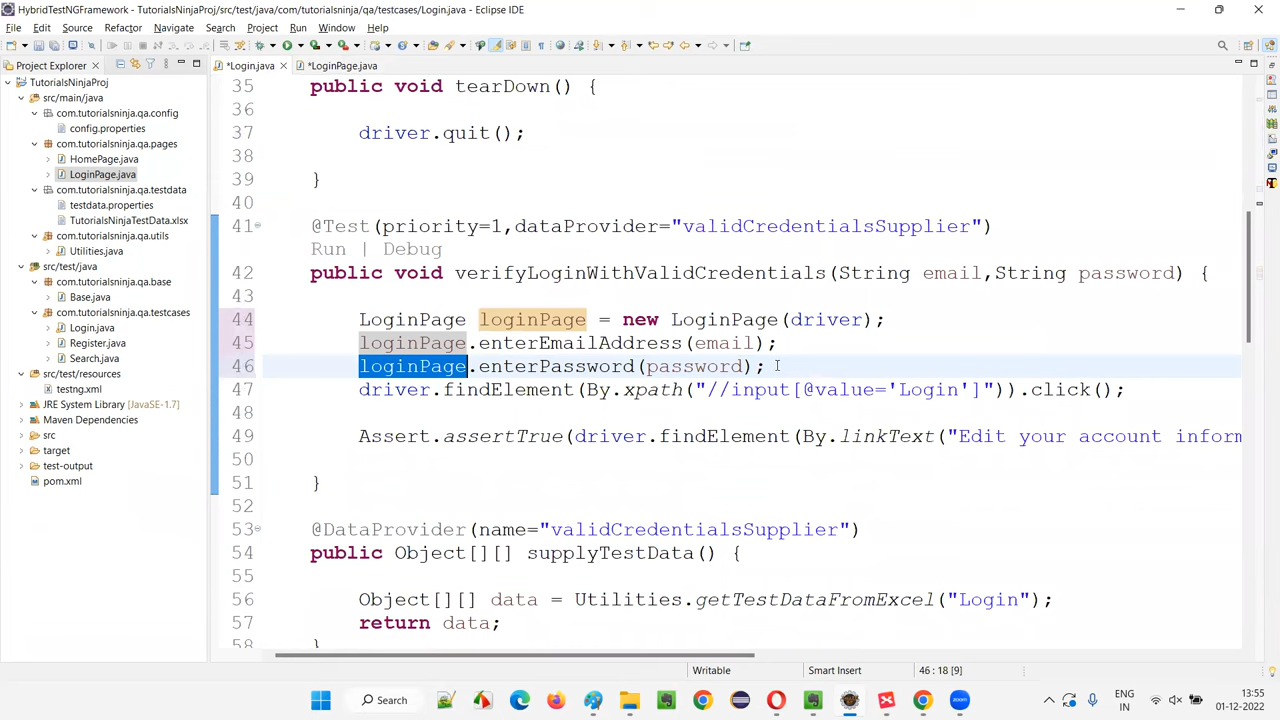 HybridTestNGFramework - TutorialsNinjaProj/src/test/java/com/tutorialsninja/qa/testcases/Login.java - Eclipse IDE
File Edit Source Refactor Navigate Search Project Run Window Help
Project Explorer
*Login.java *LoginPage.java
TutorialsNinjaProj
src/main/java
com.tutorialsninja.qa.config
config.properties
com.tutorialsninja.qa.pages
HomePage.java
LoginPage.java
com.tutorialsninja.qa.testdata
testdata.properties
TutorialsNinjaTestData.xlsx
com.tutorialsninja.qa.utils
Utilities.java
src/test/java
com.tutorialsninja.qa.base
Base.java
com.tutorialsninja.qa.testcases
Login.java
Register.java
Search.java
src/test/resources
testng.xml
JRE System Library [JavaSE-1.7]
Maven Dependencies
src
target
test-output
pom.xml
35 public void tearDown() {
36
37 driver.quit();
38
39 }
40
41 @Test(priority=1,dataProvider="validCredentialsSupplier")
Run | Debug
42 public void verifyLoginWithValidCredentials(String email,String password) {
43
44 LoginPage loginPage = new LoginPage(driver);
45 loginPage.enterEmailAddress(email);
46 loginPage.enterPassword(password);
47 driver.findElement(By.xpath("//input[@value='Login']")).click();
48
49 Assert.assertTrue(driver.findElement(By.linkText("Edit your account inform
50
51 }
52
53 @DataProvider(name="validCredentialsSupplier")
54 public Object[][] supplyTestData() {
55
56 Object[][] data = Utilities.getTestDataFromExcel("Login");
57 return data;
58 }
Writable Smart Insert 46 : 18 [9]
Search
ENG
IN
13:55
01-12-2022